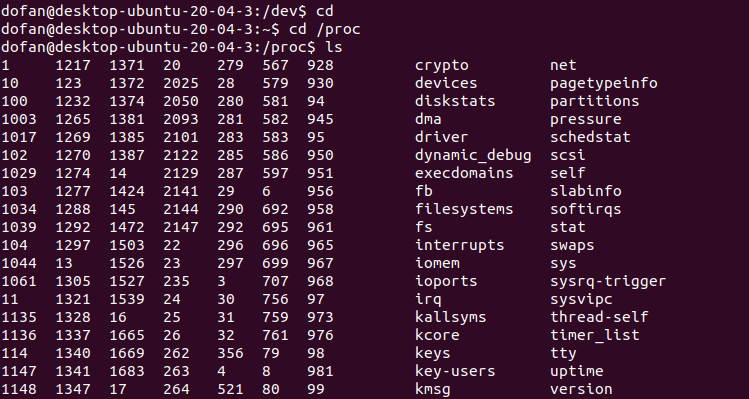 dofan@desktop-ubuntu-20-04-3:/dev$ cd
dofan@desktop-ubuntu-20-04-3:~$ cd /proc
dofan@desktop-ubuntu-20-04-3:/proc$ ls
1 1217 1371 20 279 567 928 crypto net
10 123 1372 2025 28 579 930 devices pagetypeinfo
100 1232 1374 2050 280 581 94 diskstats partitions
1003 1265 1381 2093 281 582 945 dma pressure
1017 1269 1385 2101 283 583 95 driver schedstat
102 1270 1387 2122 285 586 950 dynamic_debug scsi
1029 1274 14 2129 287 597 951 execdomains self
103 1277 1424 2141 29 6 956 fb slabinfo
1034 1288 145 2144 290 692 958 filesystems softirqs
1039 1292 1472 2147 292 695 961 fs stat
104 1297 1503 22 296 696 965 interrupts swaps
1044 13 1526 23 297 699 967 iomem sys
1061 1305 1527 235 3 707 968 ioports sysrq-trigger
11 1321 1539 24 30 756 97 irq sysvipc
1135 1328 16 25 31 759 973 kallsyms thread-self
1136 1337 1665 26 32 761 976 kcore timer_list
114 1340 1669 262 356 79 98 keys tty
1147 1341 1683 263 4 8 981 key-users uptime
1148 1347 17 264 521 80 99 kmsg version